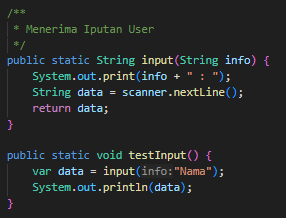 /**
 * Menerima Iputan User
 */
public static String input(String info) {
    System.out.print(info + " : ");
    String data = scanner.nextLine();
    return data;
}

public static void testInput() {
    var data = input(info:"Nama");
    System.out.println(data);
}